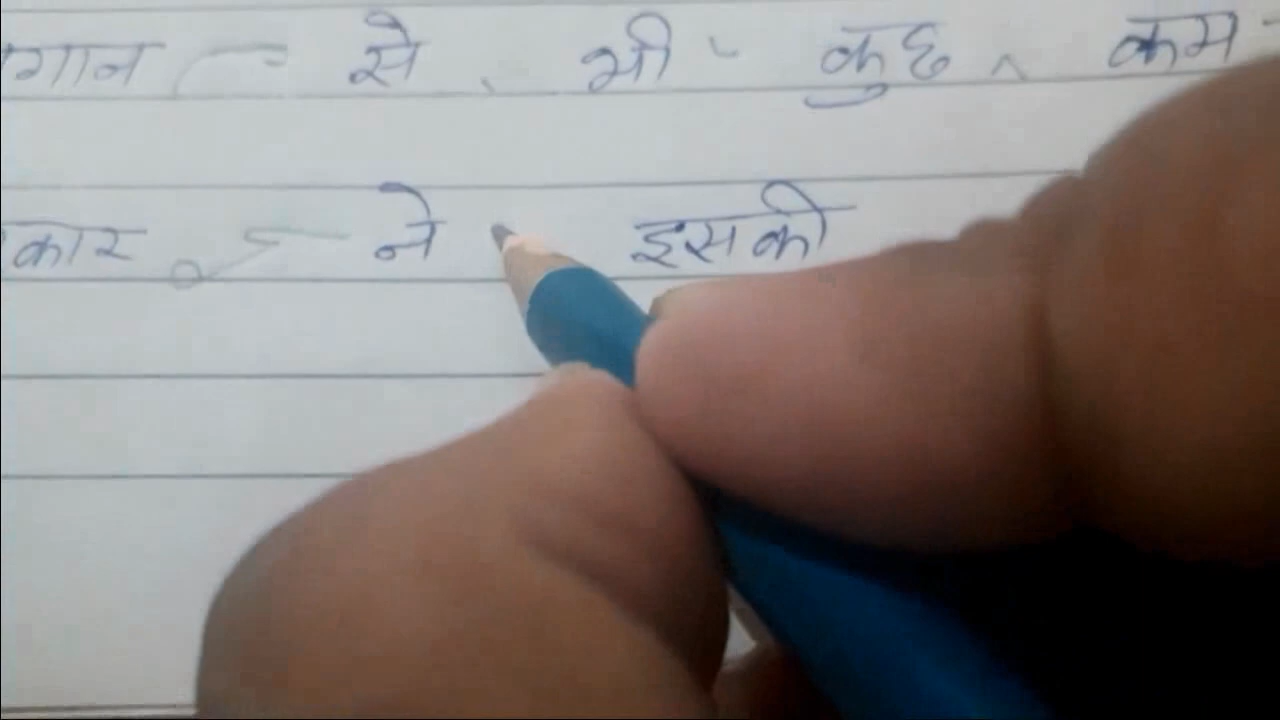 गान से भी कुछ कम
कार ने इसकी